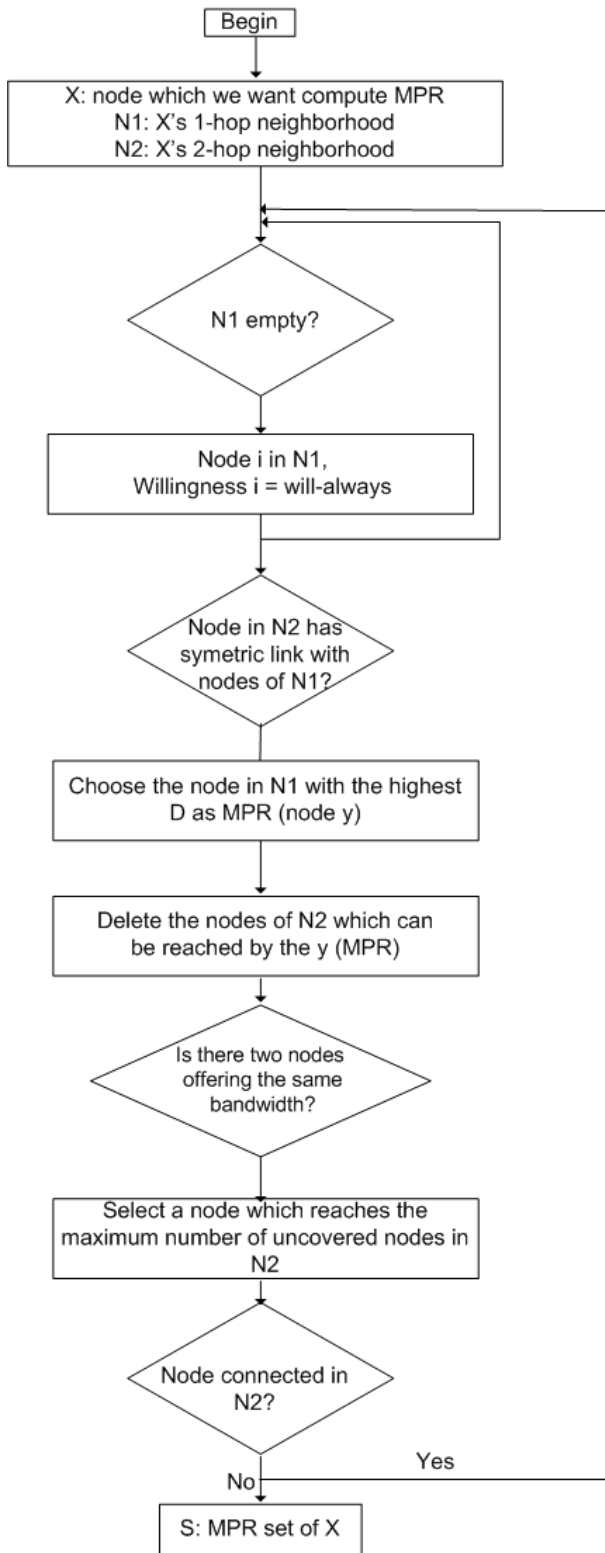 Begin
X: node which we want compute MPR
N1: X's 1-hop neighborhood
N2: X's 2-hop neighborhood
N1 empty?
Node i in N1,
Willingness i = will-always
Node in N2 has
symetric link with
nodes of N1?
Choose the node in N1 with the highest
D as MPR (node y)
Delete the nodes of N2 which can
be reached by the y (MPR)
Is there two nodes
offering the same
bandwidth?
Select a node which reaches the
maximum number of uncovered nodes in
N2
Node connected in
N2?
Yes
No
S: MPR set of X